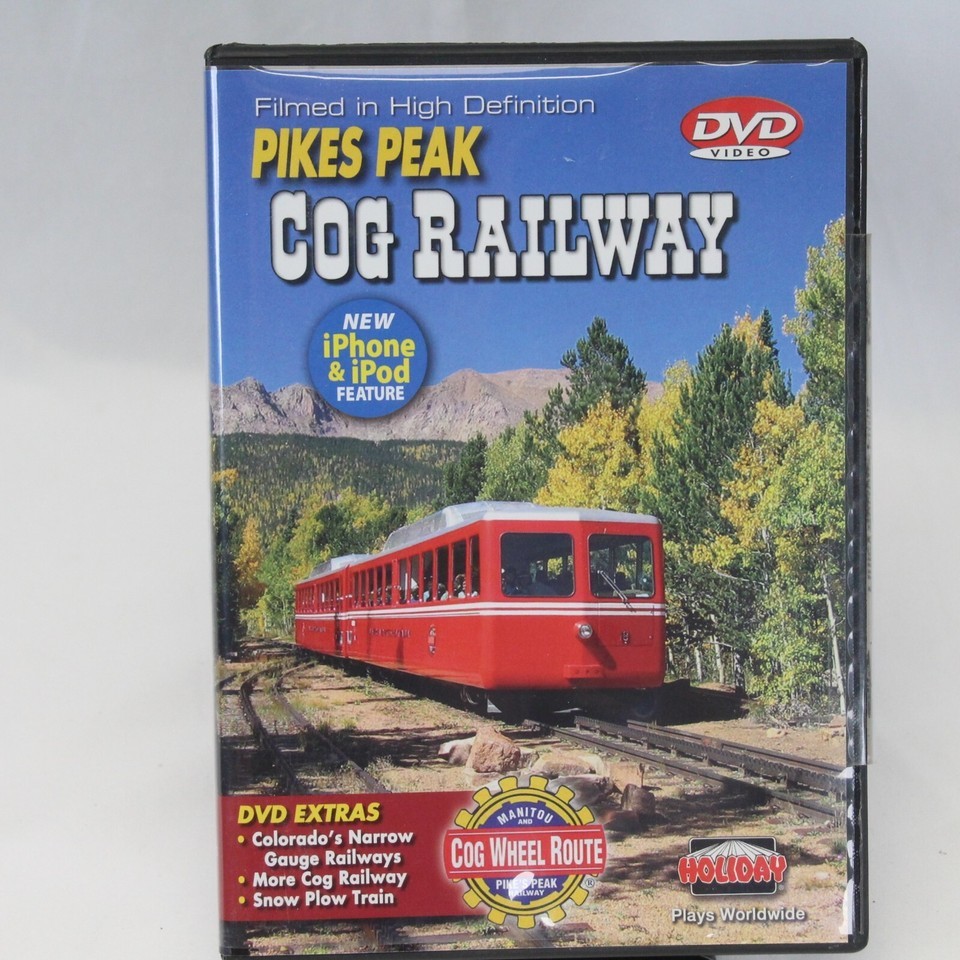 Filmed in High Definition
DVD
VIDEO
PIKES PEAK
COG RAILWAY
NEW
iPhone
& iPod
FEATURE
19
DVD EXTRAS
• Colorado's Narrow
Gauge Railways
• More Cog Railway
• Snow Plow Train
MANITOU
AND
COG WHEEL ROUTE
PIKE'S PEAK
RAILWAY
®
HOLIDAY
Plays Worldwide